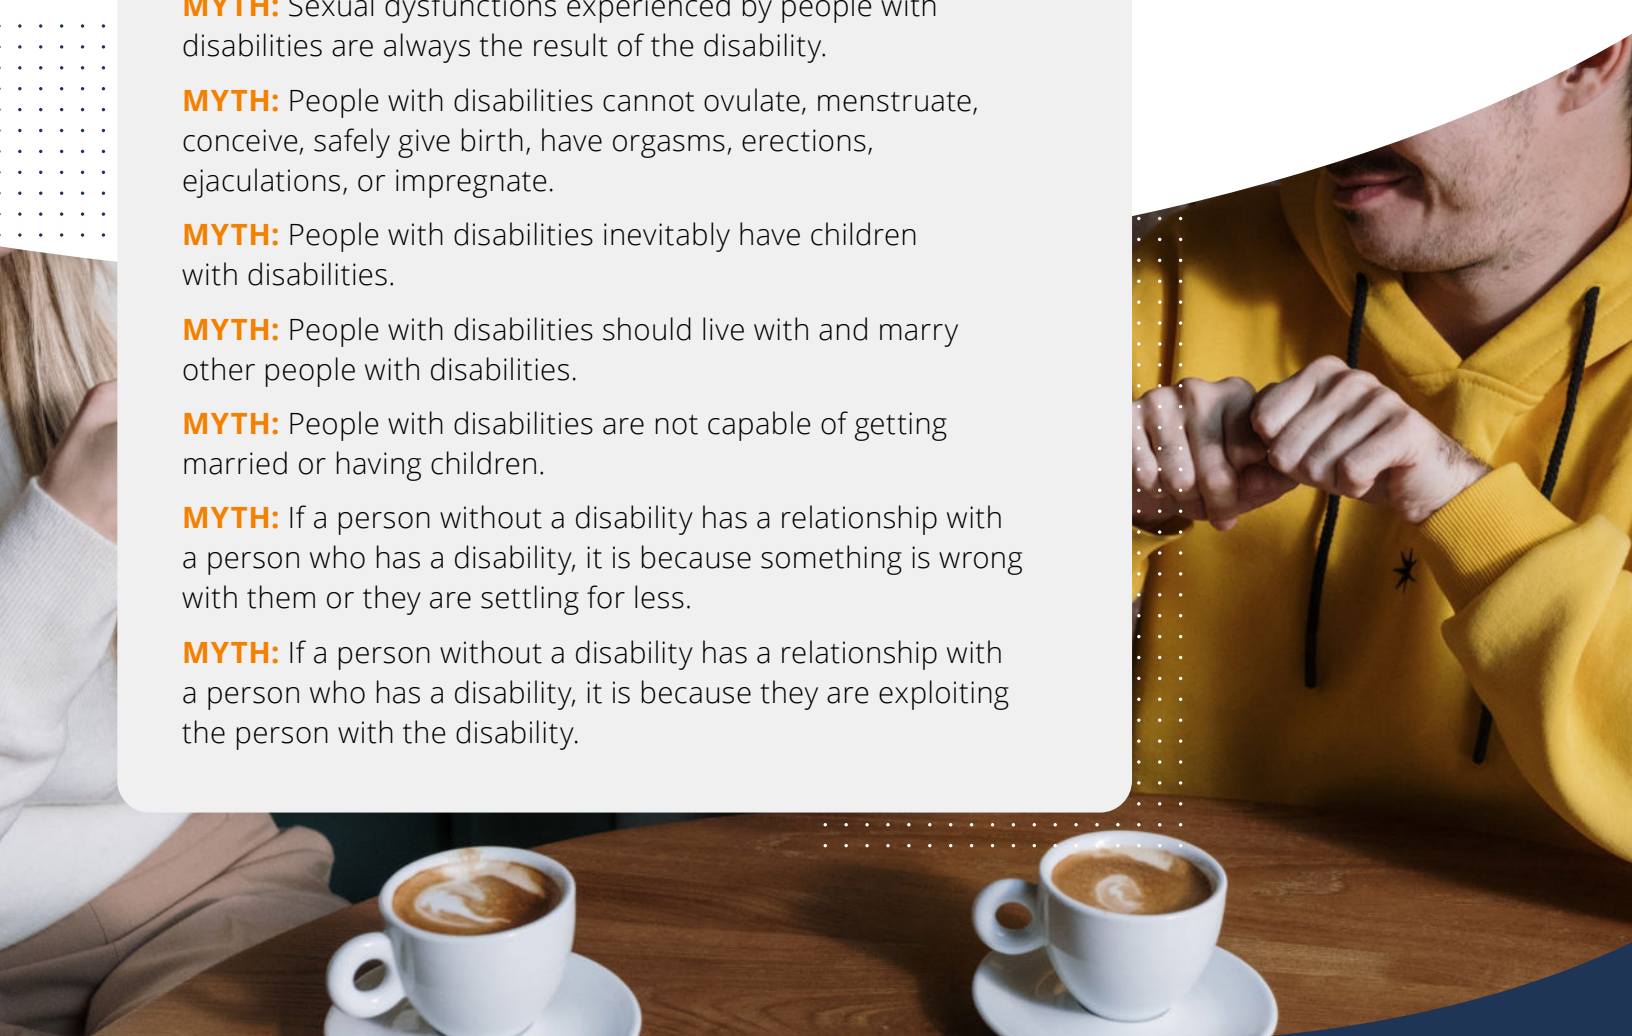 MYTH: Sexual dysfunctions experienced by people with
disabilities are always the result of the disability.
MYTH: People with disabilities cannot ovulate, menstruate,
conceive, safely give birth, have orgasms, erections,
ejaculations, or impregnate.
MYTH: People with disabilities inevitably have children
with disabilities.
MYTH: People with disabilities should live with and marry
other people with disabilities.
MYTH: People with disabilities are not capable of getting
married or having children.
MYTH: If a person without a disability has a relationship with
a person who has a disability, it is because something is wrong
with them or they are settling for less.
MYTH: If a person without a disability has a relationship with
a person who has a disability, it is because they are exploiting
the person with the disability.